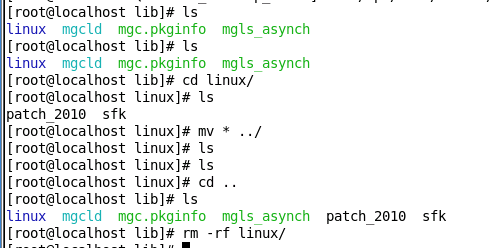 [root@localhost lib]# ls
linux mgcld mgc.pkginfo mgls_asynch
[root@localhost lib]# ls
linux mgcld mgc.pkginfo mgls_asynch
[root@localhost lib]# cd linux/
[root@localhost linux]# ls
patch_2010 sfk
[root@localhost linux]# mv * ../
[root@localhost linux]# ls
[root@localhost linux]# ls
[root@localhost linux]# cd ..
[root@localhost lib]# ls
linux mgcld mgc.pkginfo mgls_asynch patch_2010 sfk
[root@localhost lib]# rm -rf linux/
[root@localhost lib]#